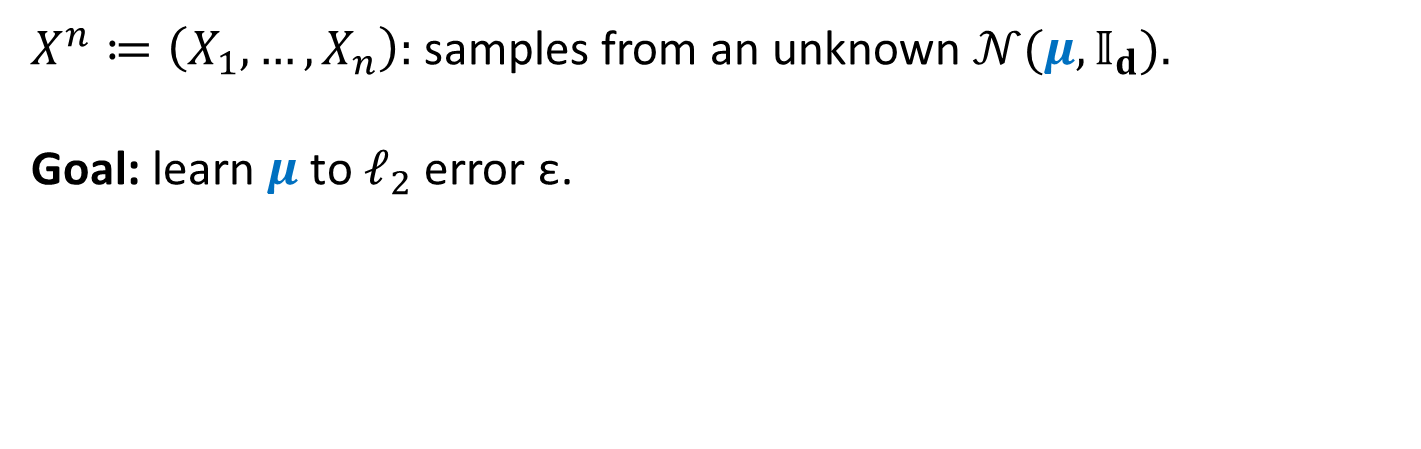 Xⁿ := (X₁, … , Xₙ): samples from an unknown 𝒩(μ, 𝕀_d).
Goal: learn μ to ℓ₂ error ε.